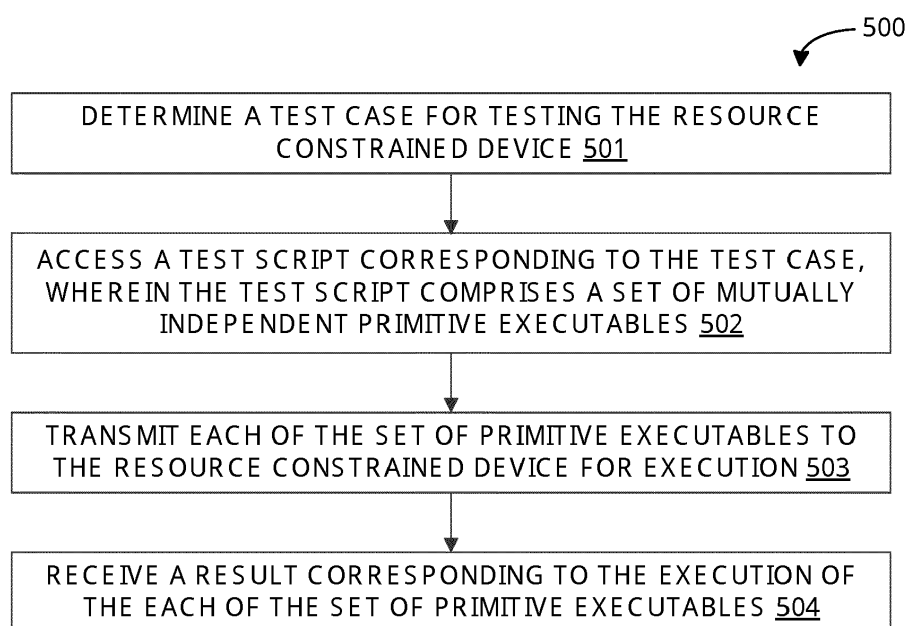 500
DETERMINE A TEST CASE FOR TESTING THE RESOURCE
CONSTRAINED DEVICE 501
ACCESS A TEST SCRIPT CORRESPONDING TO THE TEST CASE,
WHEREIN THE TEST SCRIPT COMPRISES A SET OF MUTUALLY
INDEPENDENT PRIMITIVE EXECUTABLES 502
TRANSMIT EACH OF THE SET OF PRIMITIVE EXECUTABLES TO
THE RESOURCE CONSTRAINED DEVICE FOR EXECUTION 503
RECEIVE A RESULT CORRESPONDING TO THE EXECUTION OF
THE EACH OF THE SET OF PRIMITIVE EXECUTABLES 504